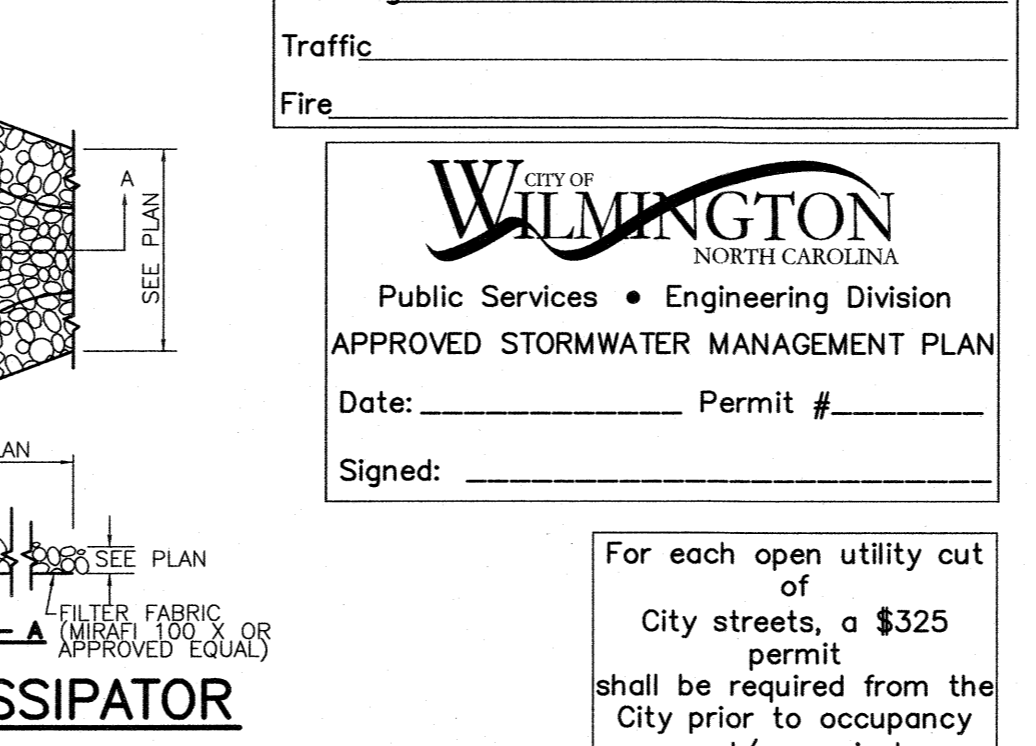 Traffic
Fire
A
SEE PLAN
CITY OF
WILMINGTON
NORTH CAROLINA
Public Services • Engineering Division
APPROVED STORMWATER MANAGEMENT PLAN
Date: Permit #
Signed:
SEE PLAN
FILTER FABRIC
A (MIRAFI 100 X OR
APPROVED EQUAL)
For each open utility cut
of
City streets, a $325
permit
shall be required from the
City prior to occupancy